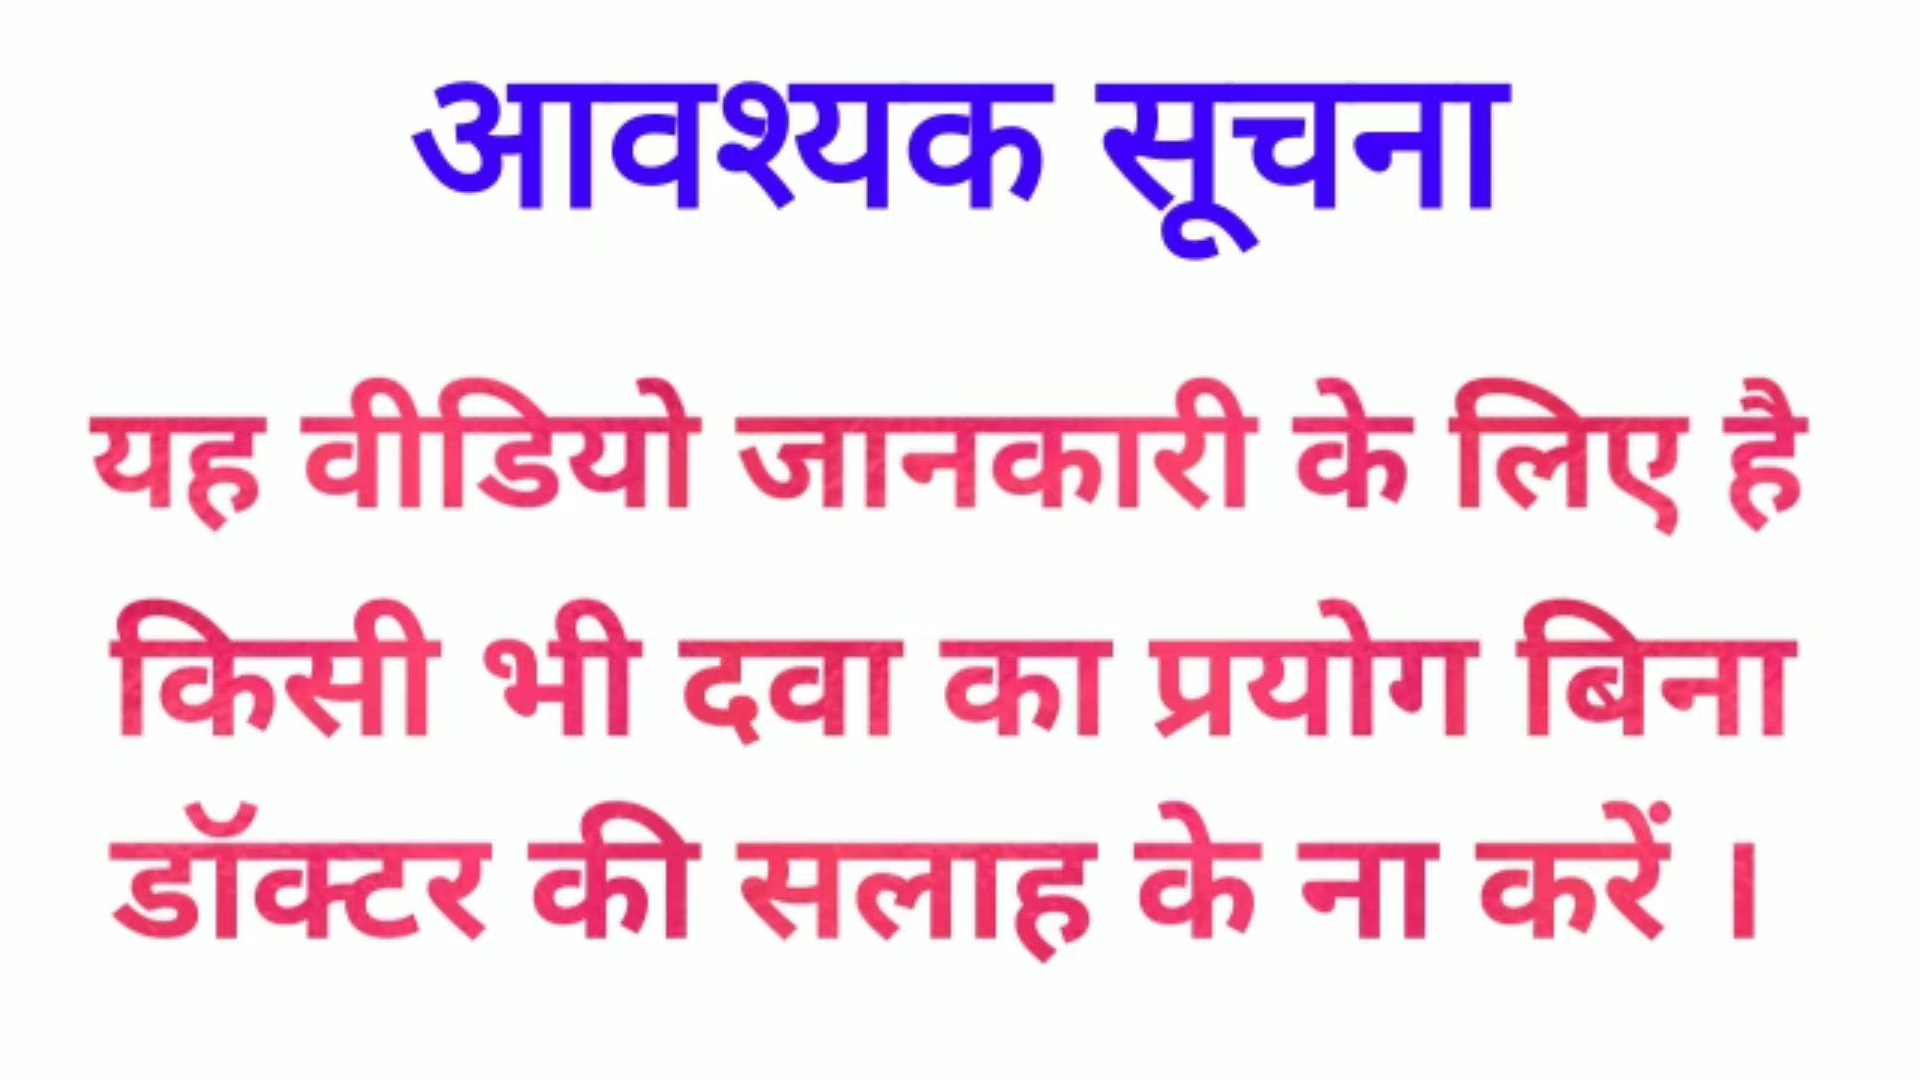 आवश्यक सूचना
यह वीडियो जानकारी के लिए है
किसी भी दवा का प्रयोग बिना
डॉक्टर की सलाह के ना करें ।